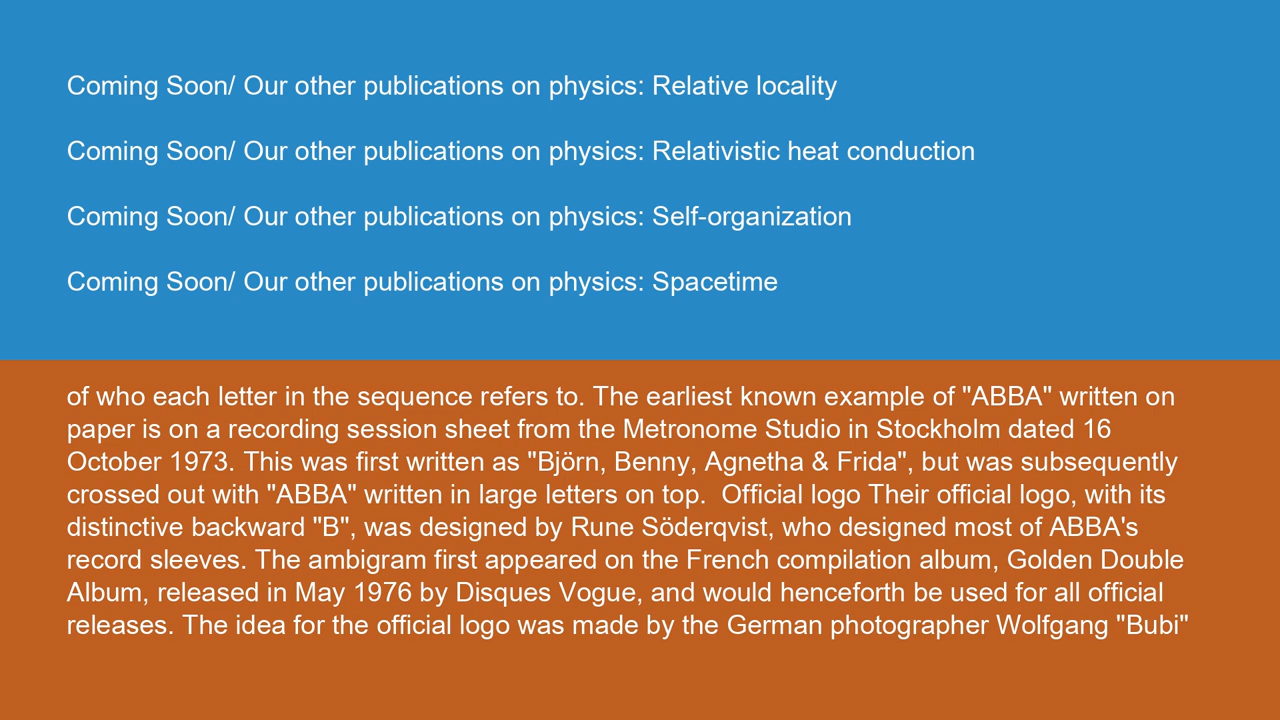 Coming Soon/ Our other publications on physics: Relative locality
Coming Soon/ Our other publications on physics: Relativistic heat conduction
Coming Soon/ Our other publications on physics: Self-organization
Coming Soon/ Our other publications on physics: Spacetime
of who each letter in the sequence refers to. The earliest known example of "ABBA" written on
paper is on a recording session sheet from the Metronome Studio in Stockholm dated 16
October 1973. This was first written as "Björn, Benny, Agnetha & Frida", but was subsequently
crossed out with "ABBA" written in large letters on top.  Official logo Their official logo, with its
distinctive backward "B", was designed by Rune Söderqvist, who designed most of ABBA's
record sleeves. The ambigram first appeared on the French compilation album, Golden Double
Album, released in May 1976 by Disques Vogue, and would henceforth be used for all official
releases. The idea for the official logo was made by the German photographer Wolfgang "Bubi"